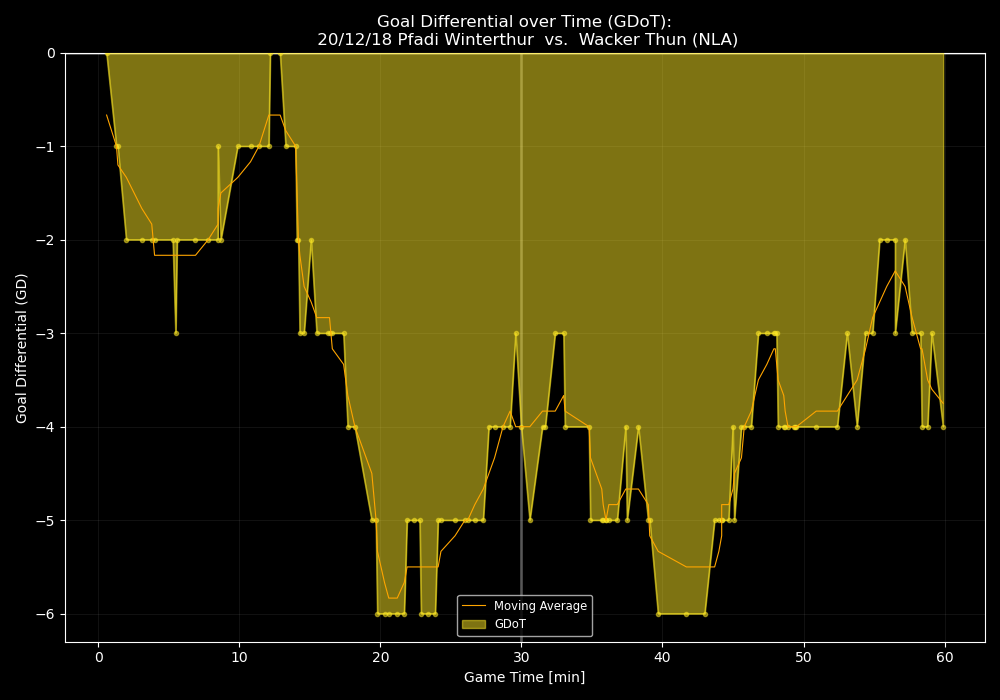 Goal Differential over Time (GDoT):
20/12/18 Pfadi Winterthur  vs.  Wacker Thun (NLA)
Goal Differential (GD)
0
−1
−2
−3
−4
−5
−6
Moving Average
GDoT
0 10 20 30 40 50 60
Game Time [min]